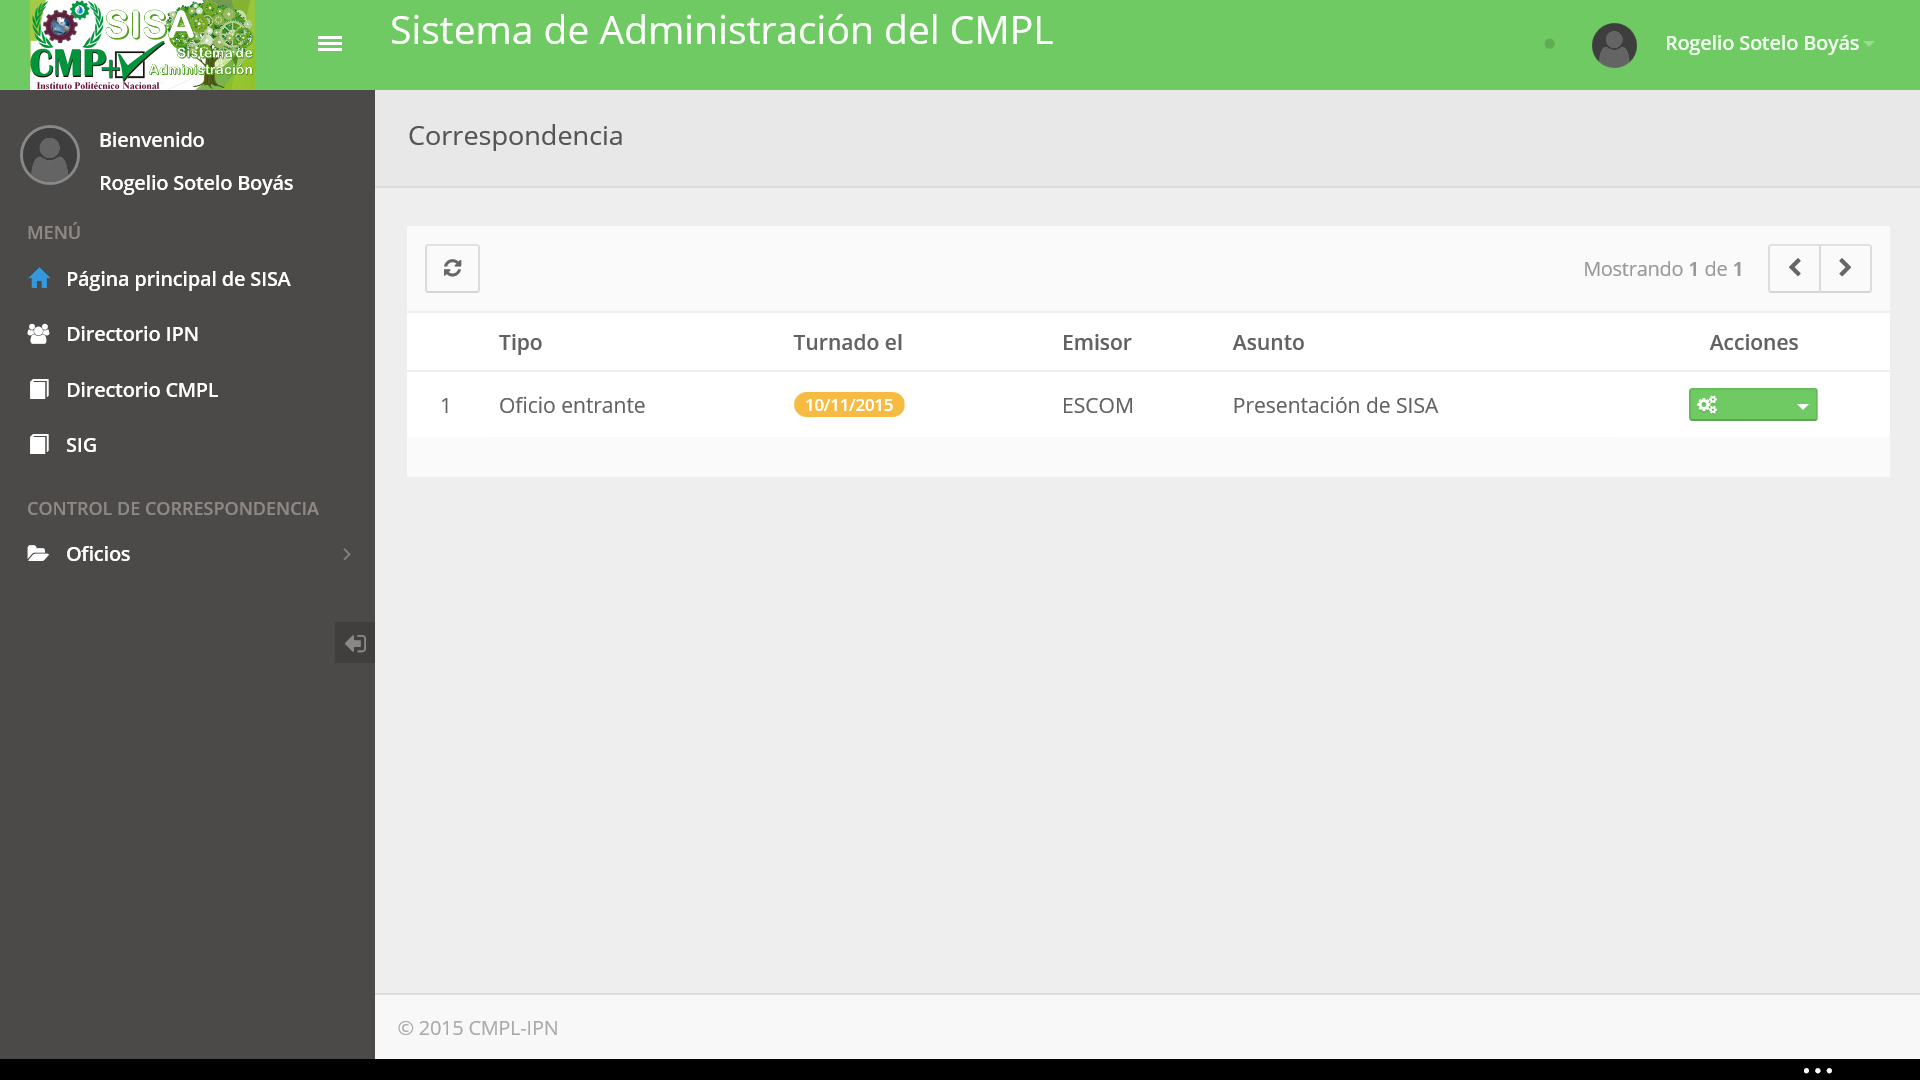 SISA
CMP+
Sistema de
Administración
Instituto Politécnico Nacional
Sistema de Administración del CMPL
Rogelio Sotelo Boyás
Bienvenido
Rogelio Sotelo Boyás
MENÚ
Página principal de SISA
Directorio IPN
Directorio CMPL
SIG
CONTROL DE CORRESPONDENCIA
Oficios
Correspondencia
Mostrando 1 de 1
Tipo Turnado el Emisor Asunto Acciones
1 Oficio entrante 10/11/2015 ESCOM Presentación de SISA
© 2015 CMPL-IPN